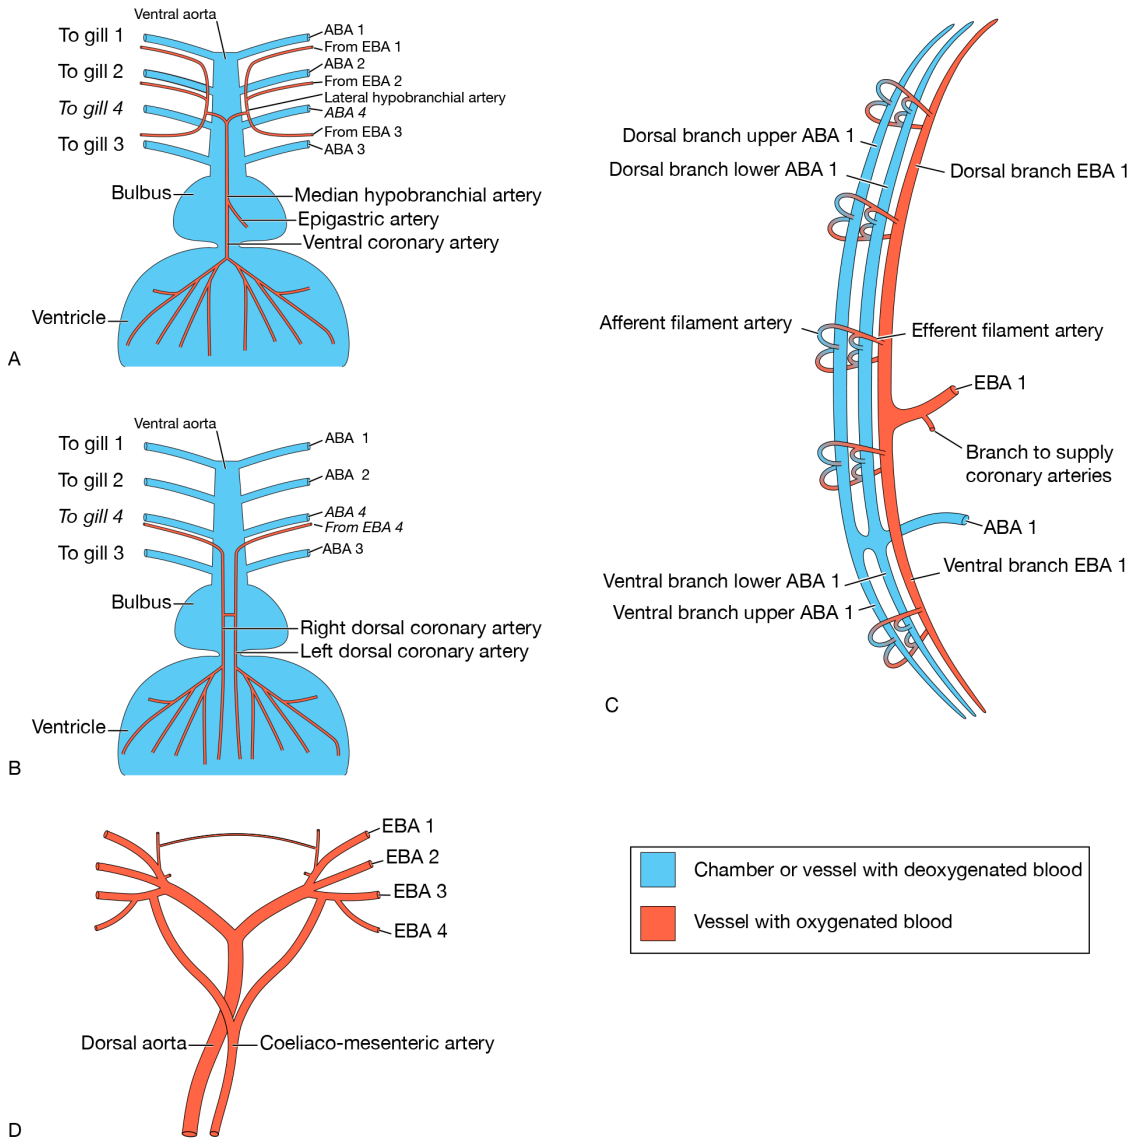 Ventral aorta
To gill 1
ABA 1
From EBA 1
To gill 2
ABA 2
From EBA 2
Lateral hypobranchial artery
To gill 4
ABA 4
From EBA 3
To gill 3
ABA 3
Bulbus
Median hypobranchial artery
Epigastric artery
Ventral coronary artery
Ventricle
A
Ventral aorta
To gill 1
ABA 1
To gill 2
ABA 2
To gill 4
ABA 4
From EBA 4
To gill 3
ABA 3
Bulbus
Right dorsal coronary artery
Left dorsal coronary artery
Ventricle
B
Dorsal branch upper ABA 1
Dorsal branch lower ABA 1
Dorsal branch EBA 1
Afferent filament artery
Efferent filament artery
EBA 1
Branch to supply
coronary arteries
ABA 1
Ventral branch EBA 1
Ventral branch lower ABA 1
Ventral branch upper ABA 1
C
EBA 1
EBA 2
EBA 3
EBA 4
Dorsal aorta
Coeliaco-mesenteric artery
D
Chamber or vessel with deoxygenated blood
Vessel with oxygenated blood